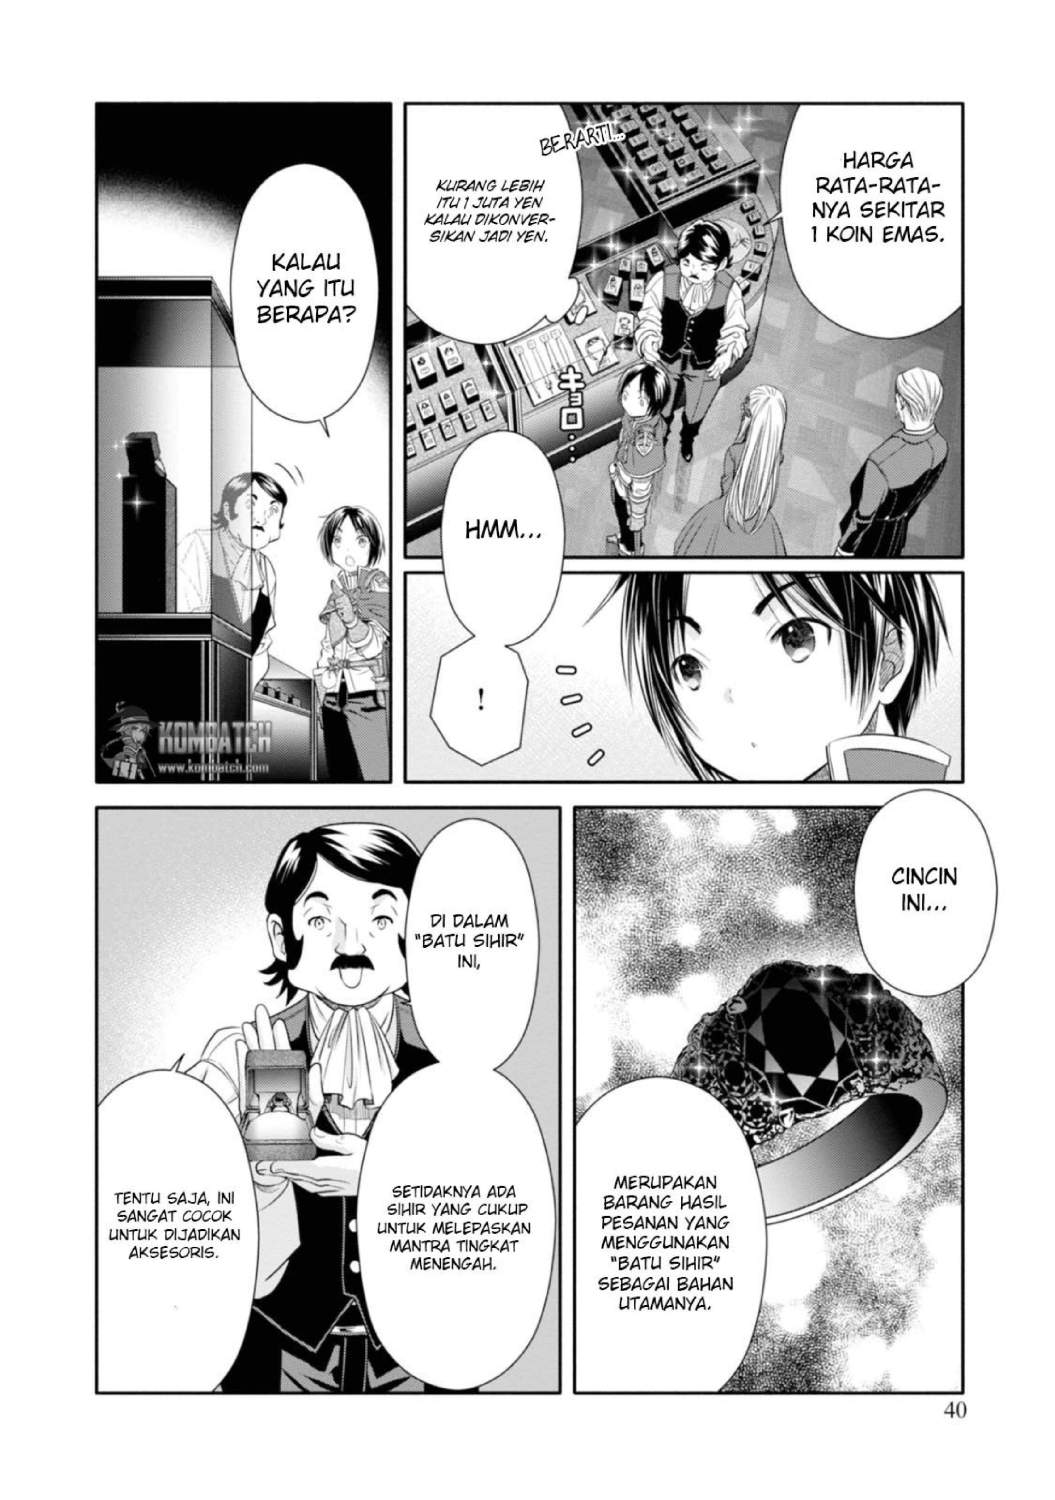 HARGA
RATA-RATA-
NYA SEKITAR
1 KOIN EMAS.
BERARTI...
KURANG LEBIH
ITU 1 JUTA YEN
KALAU DIKONVER-
SIKAN JADI YEN.
キョロ...
HMM...
!
KALAU
YANG ITU
BERAPA?
KOMBATCH
www.kombatch.com
CINCIN
INI...
MERUPAKAN
BARANG HASIL
PESANAN YANG
MENGGUNAKAN
"BATU SIHIR"
SEBAGAI BAHAN
UTAMANYA.
DI DALAM
"BATU SIHIR"
INI,
SETIDAKNYA ADA
SIHIR YANG CUKUP
UNTUK MELEPASKAN
MANTRA TINGKAT
MENENGAH.
TENTU SAJA, INI
SANGAT COCOK
UNTUK DIJADIKAN
AKSESORIS.
40